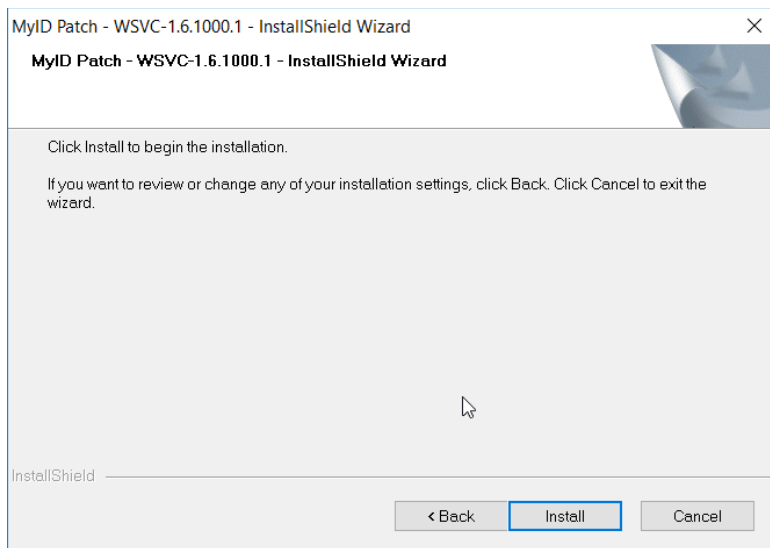 MyID Patch - WSVC-1.6.1000.1 - InstallShield Wizard
MyID Patch - WSVC-1.6.1000.1 - InstallShield Wizard
Click Install to begin the installation.
If you want to review or change any of your installation settings, click Back. Click Cancel to exit the
wizard.
InstallShield
< Back
Install
Cancel